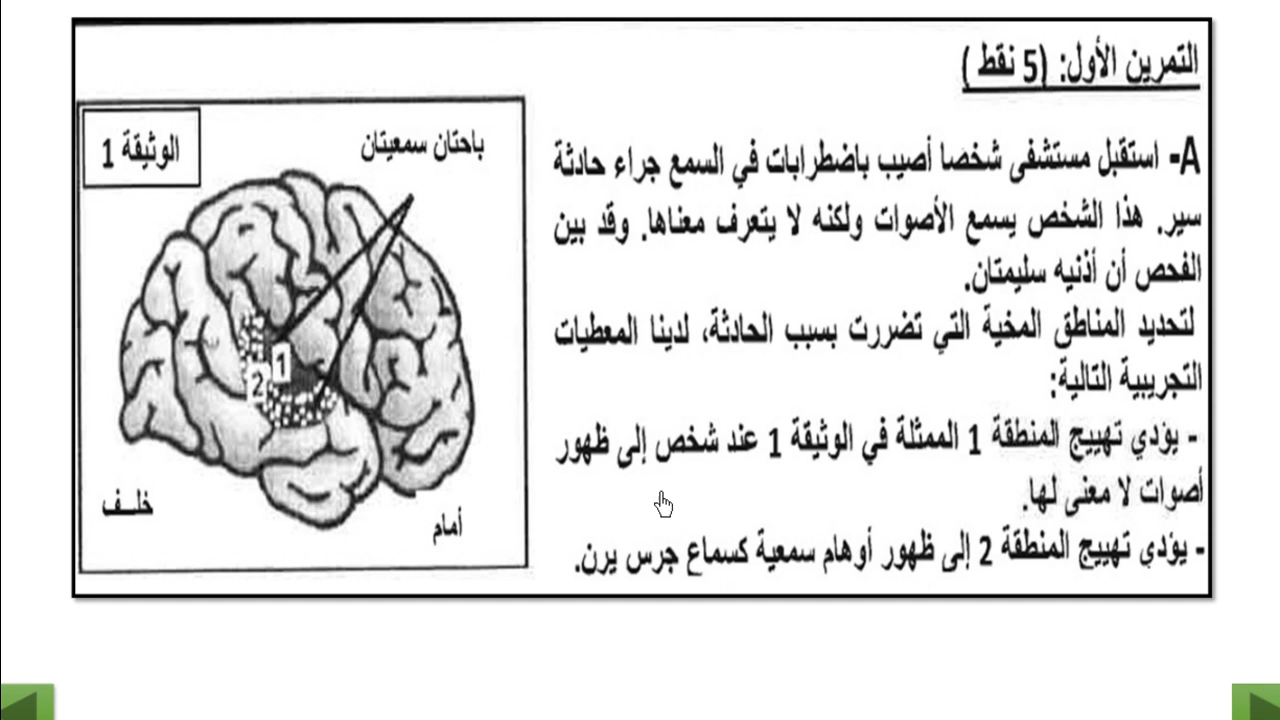 التمرين الأول: (5 نقط )
A- استقبل مستشفى شخصا أصيب باضطرابات في السمع جراء حادثة
سير. هذا الشخص يسمع الأصوات ولكنه لا يتعرف معناها. وقد بين
الفحص أن أذنيه سليمتان.
لتحديد المناطق المخية التي تضررت بسبب الحادثة، لدينا المعطيات
التجريبية التالية:
- يؤدي تهييج المنطقة 1 الممثلة في الوثيقة 1 عند شخص إلى ظهور
أصوات لا معنى لها.
- يؤدي تهييج المنطقة 2 إلى ظهور أوهام سمعية كسماع جرس يرن.
الوثيقة 1
باحتان سمعيتان
1
2
خلــف
أمام